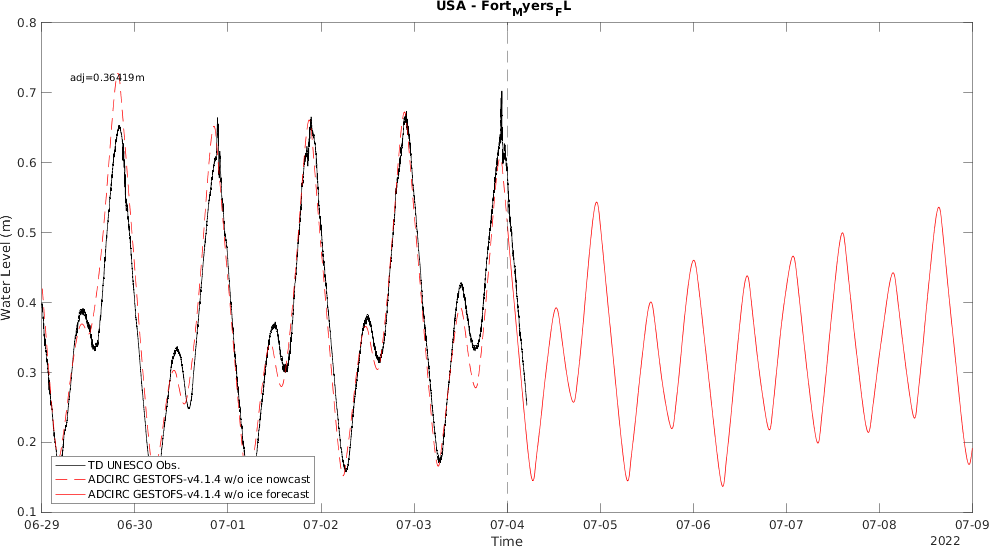 USA - Fort_Myers_FL
0.8
adj=0.36419m
0.7
0.6
0.5
0.4
0.3
0.2
0.1
Water Level (m)
TD UNESCO Obs.
ADCIRC GESTOFS-v4.1.4 w/o ice nowcast
ADCIRC GESTOFS-v4.1.4 w/o ice forecast
06-29 06-30 07-01 07-02 07-03 07-04 07-05 07-06 07-07 07-08 07-09
Time
2022